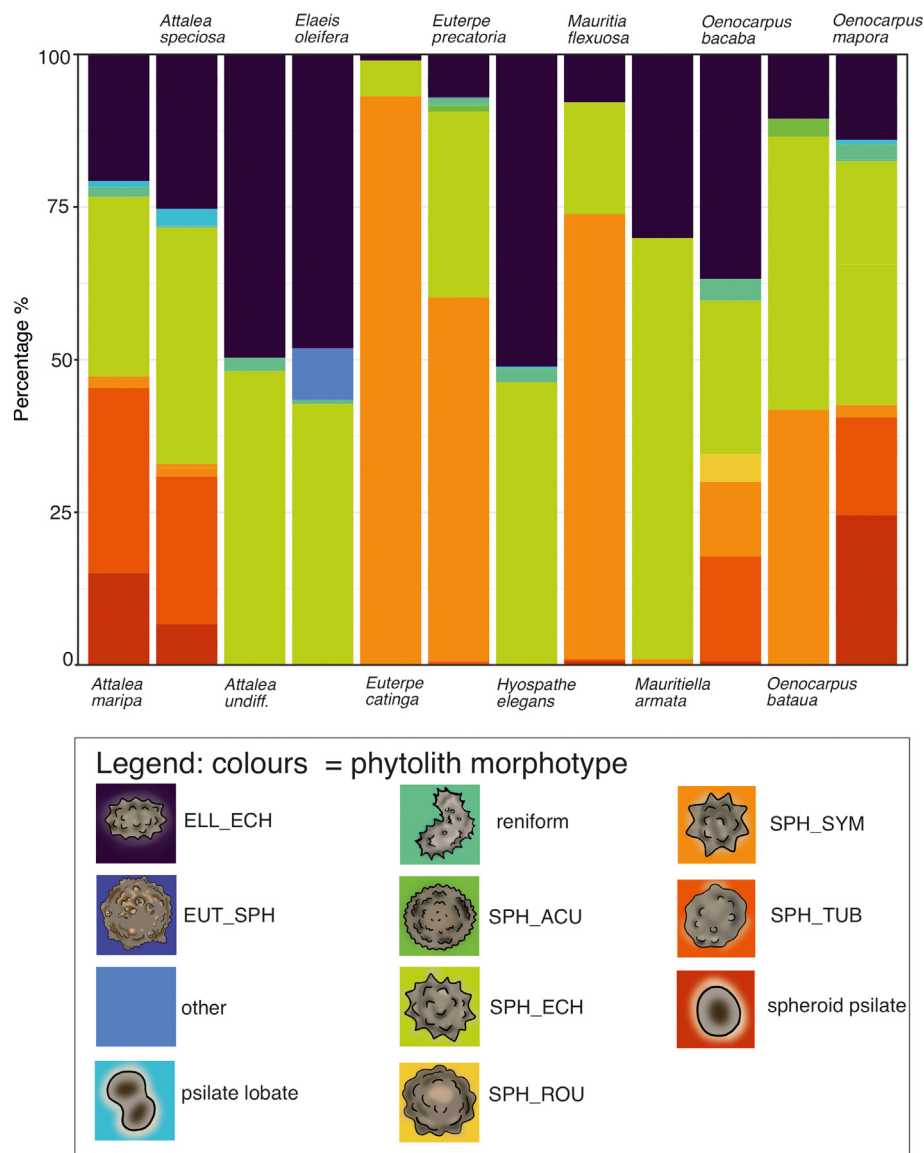 Attalea
speciosa
Elaeis
oleifera
Euterpe
precatoria
Mauritia
flexuosa
Oenocarpus
bacaba
Oenocarpus
mapora
100
75
50
25
0
Percentage %
Attalea
maripa
Attalea
undiff.
Euterpe
catinga
Hyospathe
elegans
Mauritiella
armata
Oenocarpus
bataua
Legend: colours = phytolith morphotype
ELL_ECH
reniform
SPH_SYM
EUT_SPH
SPH_ACU
SPH_TUB
other
SPH_ECH
spheroid psilate
psilate lobate
SPH_ROU